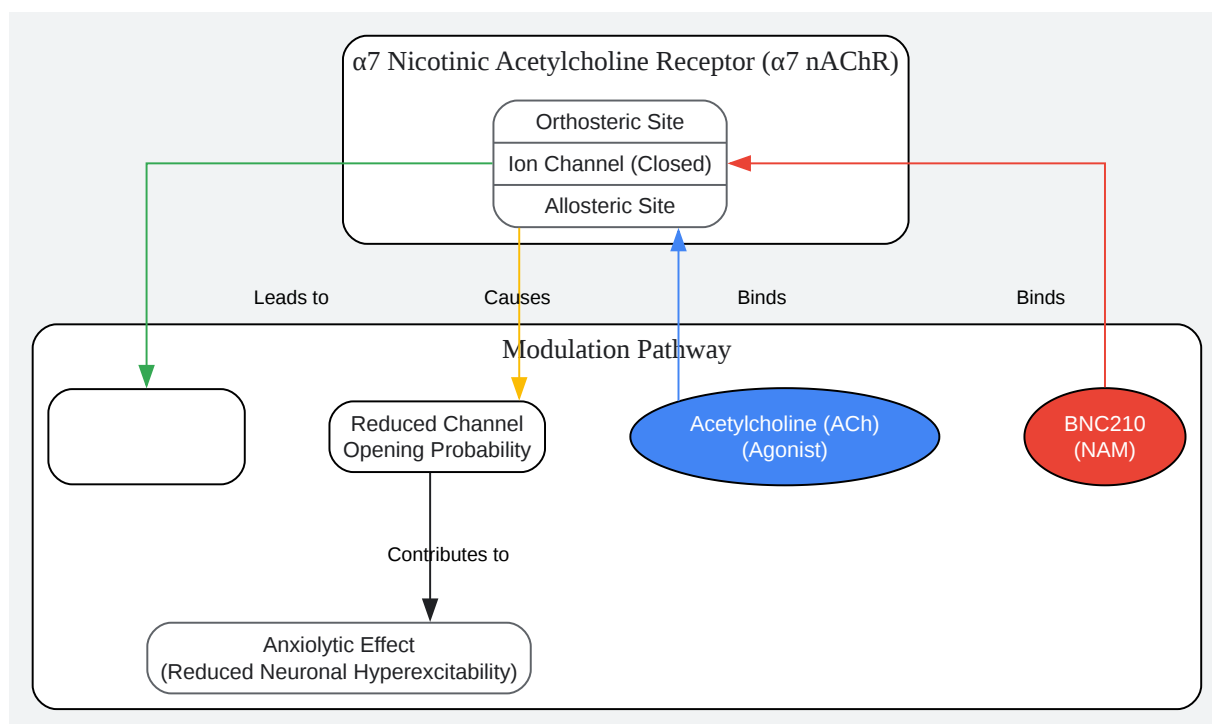 α7 Nicotinic Acetylcholine Receptor (α7 nAChR)
Orthosteric Site
Ion Channel (Closed)
Allosteric Site
Leads to
Causes
Binds
Binds
Modulation Pathway
Reduced Channel
Opening Probability
Acetylcholine (ACh)
(Agonist)
BNC210
(NAM)
Contributes to
Anxiolytic Effect
(Reduced Neuronal Hyperexcitability)